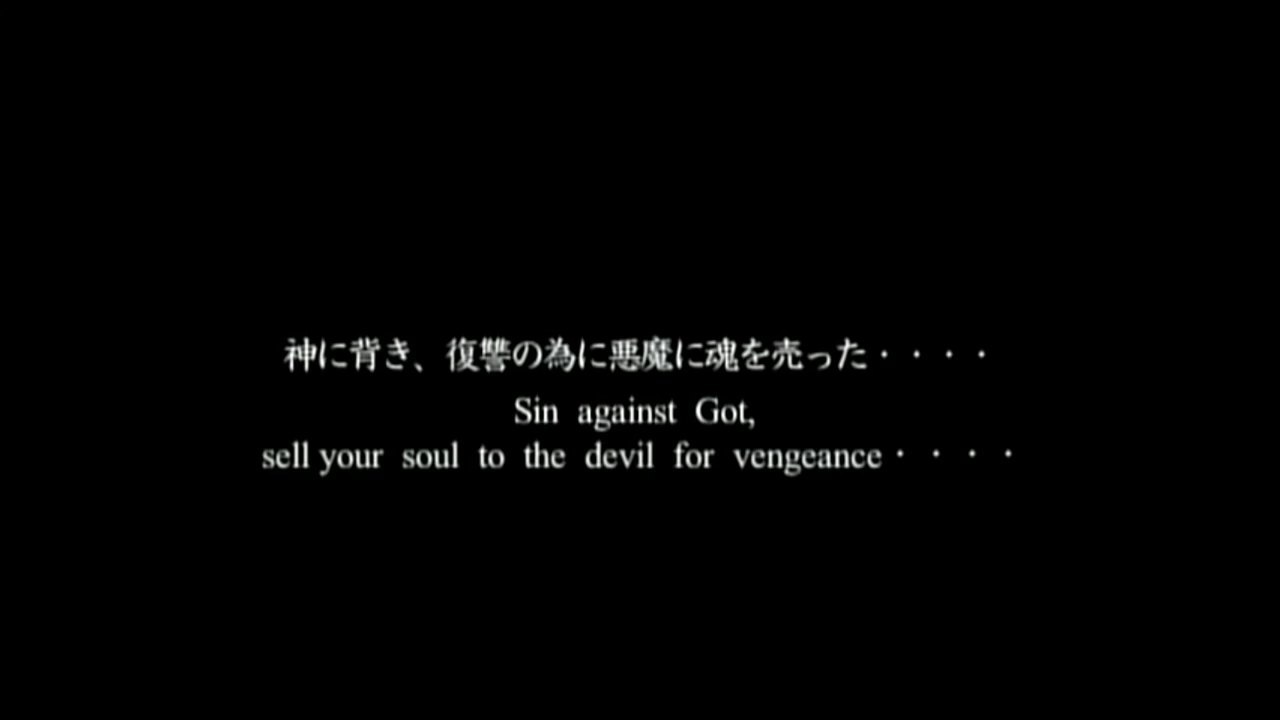 神に背き、復讐の為に悪魔に魂を売った・・・・
Sin against Got,
sell your soul to the devil for vengeance・・・・